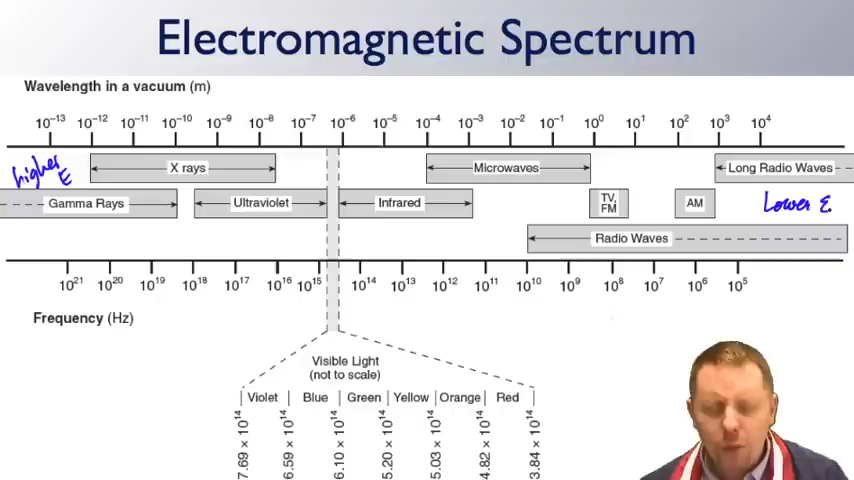 Electromagnetic Spectrum
Wavelength in a vacuum (m)
10⁻¹³ 10⁻¹² 10⁻¹¹ 10⁻¹⁰ 10⁻⁹ 10⁻⁸ 10⁻⁷ 10⁻⁶ 10⁻⁵ 10⁻⁴ 10⁻³ 10⁻² 10⁻¹ 10⁰ 10¹ 10² 10³ 10⁴
higher E
X rays Microwaves Long Radio Waves
Gamma Rays Ultraviolet Infrared TV, FM AM Lower E.
Radio Waves
10²¹ 10²⁰ 10¹⁹ 10¹⁸ 10¹⁷ 10¹⁶ 10¹⁵ 10¹⁴ 10¹³ 10¹² 10¹¹ 10¹⁰ 10⁹ 10⁸ 10⁷ 10⁶ 10⁵
Frequency (Hz)
Visible Light
(not to scale)
Violet Blue Green Yellow Orange Red
7.69 × 10¹⁴ 6.59 × 10¹⁴ 6.10 × 10¹⁴ 5.20 × 10¹⁴ 5.03 × 10¹⁴ 4.82 × 10¹⁴ 3.84 × 10¹⁴